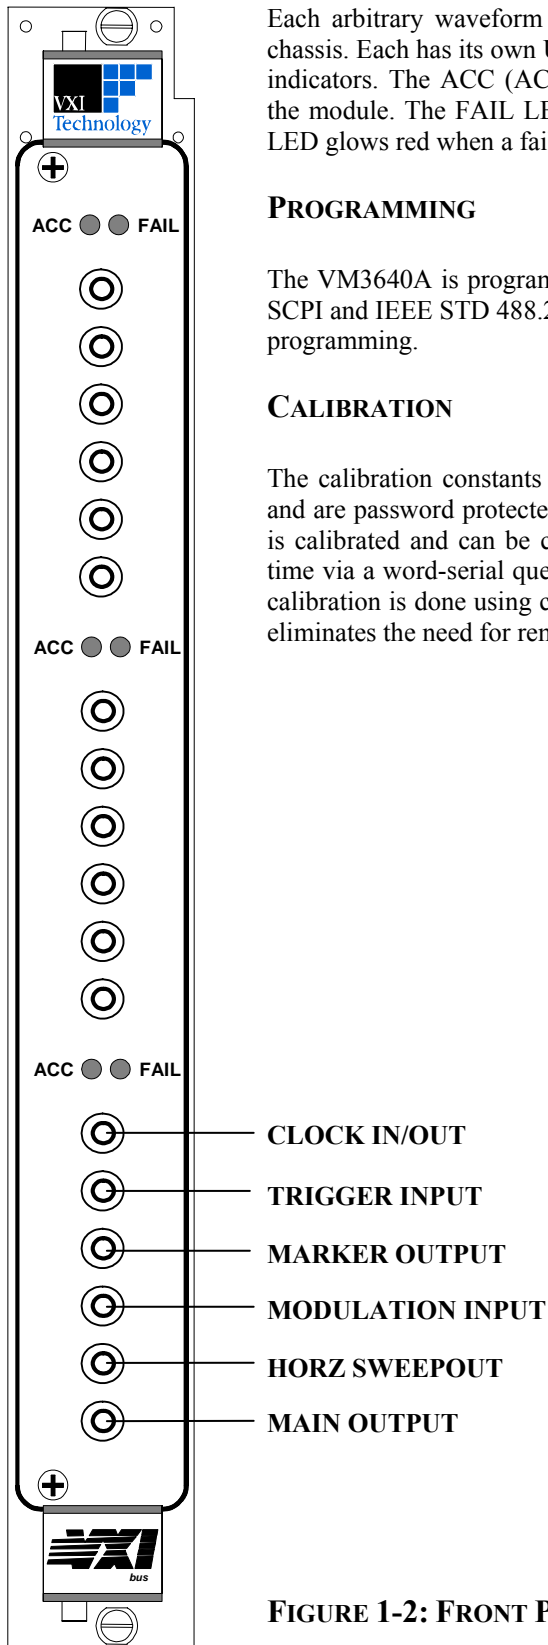 Each arbitrary waveform
chassis. Each has its own
indicators. The ACC (AC
the module. The FAIL LE
LED glows red when a fai
VXI
Technology
PROGRAMMING
The VM3640A is program
SCPI and IEEE STD 488.2
programming.
CALIBRATION
The calibration constants
and are password protecte
is calibrated and can be c
time via a word-serial que
calibration is done using c
eliminates the need for ren
ACC FAIL
ACC FAIL
ACC FAIL
CLOCK IN/OUT
TRIGGER INPUT
MARKER OUTPUT
MODULATION INPUT
HORZ SWEEPOUT
MAIN OUTPUT
VXI
bus
FIGURE 1-2: FRONT P